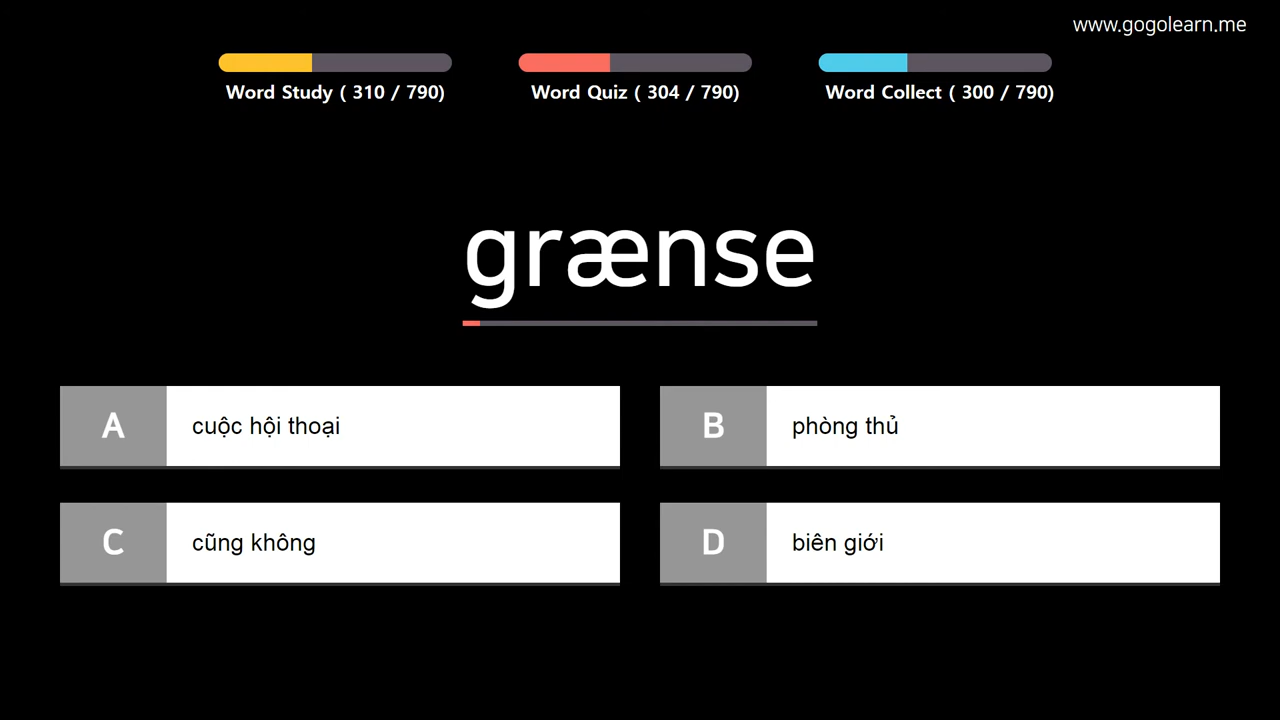 www.gogolearn.me
Word Study ( 310 / 790)
Word Quiz ( 304 / 790)
Word Collect ( 300 / 790)
grænse
A cuộc hội thoại
B phòng thủ
C cũng không
D biên giới